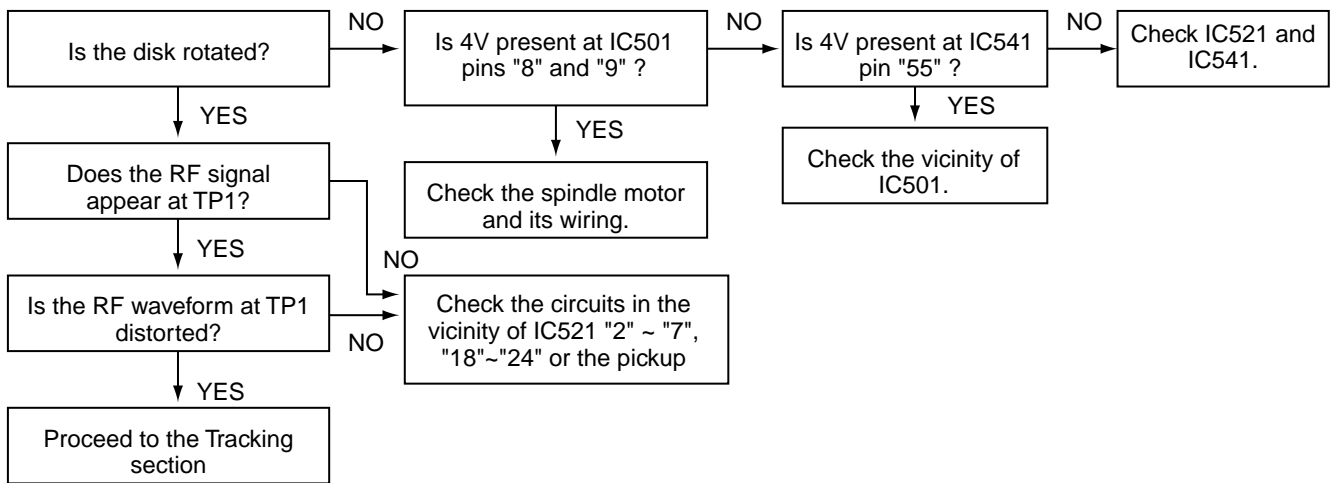 Is the disk rotated?
NO
Is 4V present at IC501
pins "8" and "9" ?
NO
Is 4V present at IC541
pin "55" ?
NO
Check IC521 and
IC541.
YES
YES
YES
Does the RF signal
appear at TP1?
Check the spindle motor
and its wiring.
Check the vicinity of
IC501.
YES
NO
Is the RF waveform at TP1
distorted?
NO
Check the circuits in the
vicinity of IC521 "2" ~ "7",
"18"~"24" or the pickup
YES
Proceed to the Tracking
section